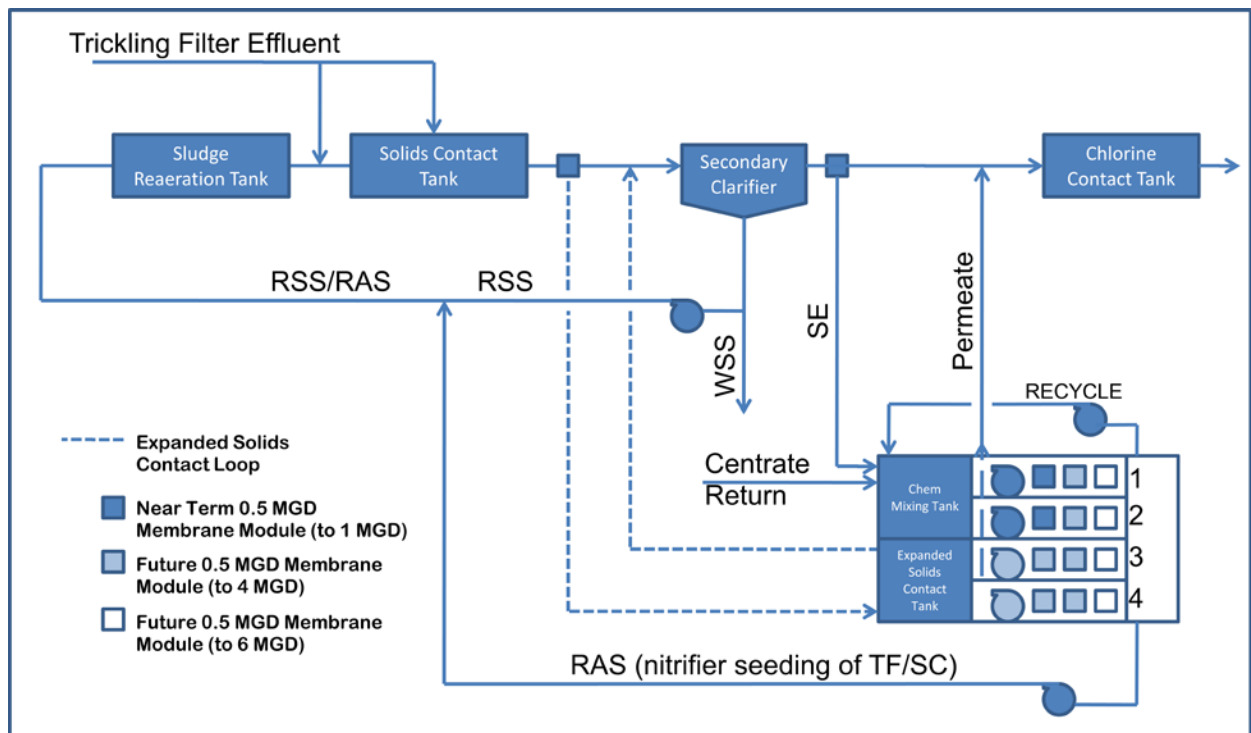 Trickling Filter Effluent
Sludge
Reaeration Tank
Solids Contact
Tank
Secondary
Clarifier
Chlorine
Contact Tank
RSS/RAS
RSS
WSS
SE
Permeate
RECYCLE
Centrate
Return
Chem
Mixing Tank
Expanded
Solids
Contact
Tank
1
2
3
4
Expanded Solids
Contact Loop
Near Term 0.5 MGD
Membrane Module (to 1 MGD)
Future 0.5 MGD Membrane
Module (to 4 MGD)
Future 0.5 MGD Membrane
Module (to 6 MGD)
RAS (nitrifier seeding of TF/SC)